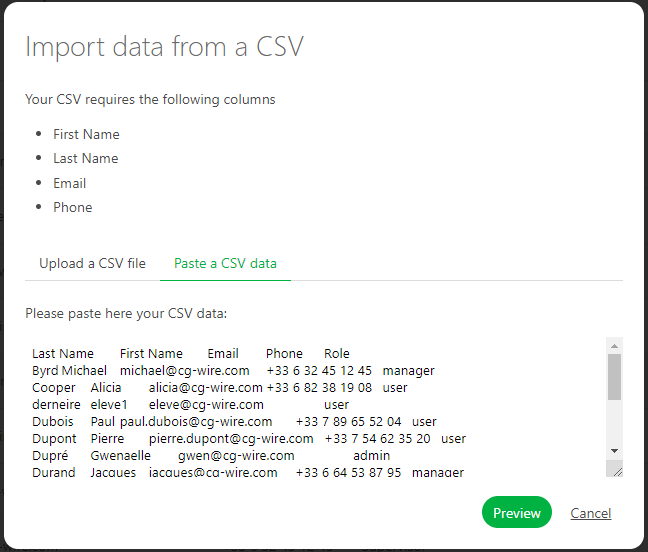 Import data from a CSV
Your CSV requires the following columns
First Name
Last Name
Email
Phone
Upload a CSV file Paste a CSV data
Please paste here your CSV data:
Last Name First Name Email Phone Role
Byrd Michael michael@cg-wire.com +33 6 32 45 12 45 manager
Cooper Alicia alicia@cg-wire.com +33 6 82 38 19 08 user
derneire eleve1 eleve@cg-wire.com user
Dubois Paul paul.dubois@cg-wire.com +33 7 89 65 52 04 user
Dupont Pierre pierre.dupont@cg-wire.com +33 7 54 62 35 20 user
Dupré Gwenaelle gwen@cg-wire.com admin
Durand Jacques jacques@cg-wire.com +33 6 64 53 87 95 manager
Preview Cancel